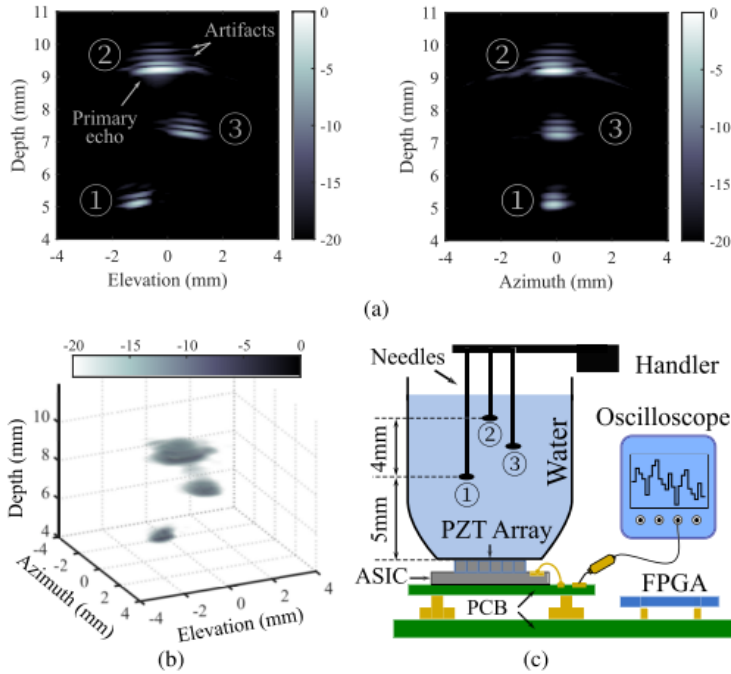 11
10
9
8
7
6
5
4
Depth (mm)
②
Artifacts
Primary
echo
③
①
-4
-2
0
2
4
Elevation (mm)
0
-5
-10
-15
-20
11
10
9
8
7
6
5
4
Depth (mm)
②
③
①
-4
-2
0
2
4
Azimuth (mm)
0
-5
-10
-15
-20
(a)
-20
-15
-10
-5
0
10
8
6
4
Depth (mm)
-4
-2
0
2
4
Azimuth (mm)
-4
-2
0
2
4
Elevation (mm)
(b)
Needles
Handler
Oscilloscope
4mm
②
③
①
Water
5mm
PZT Array
ASIC
PCB
FPGA
(c)